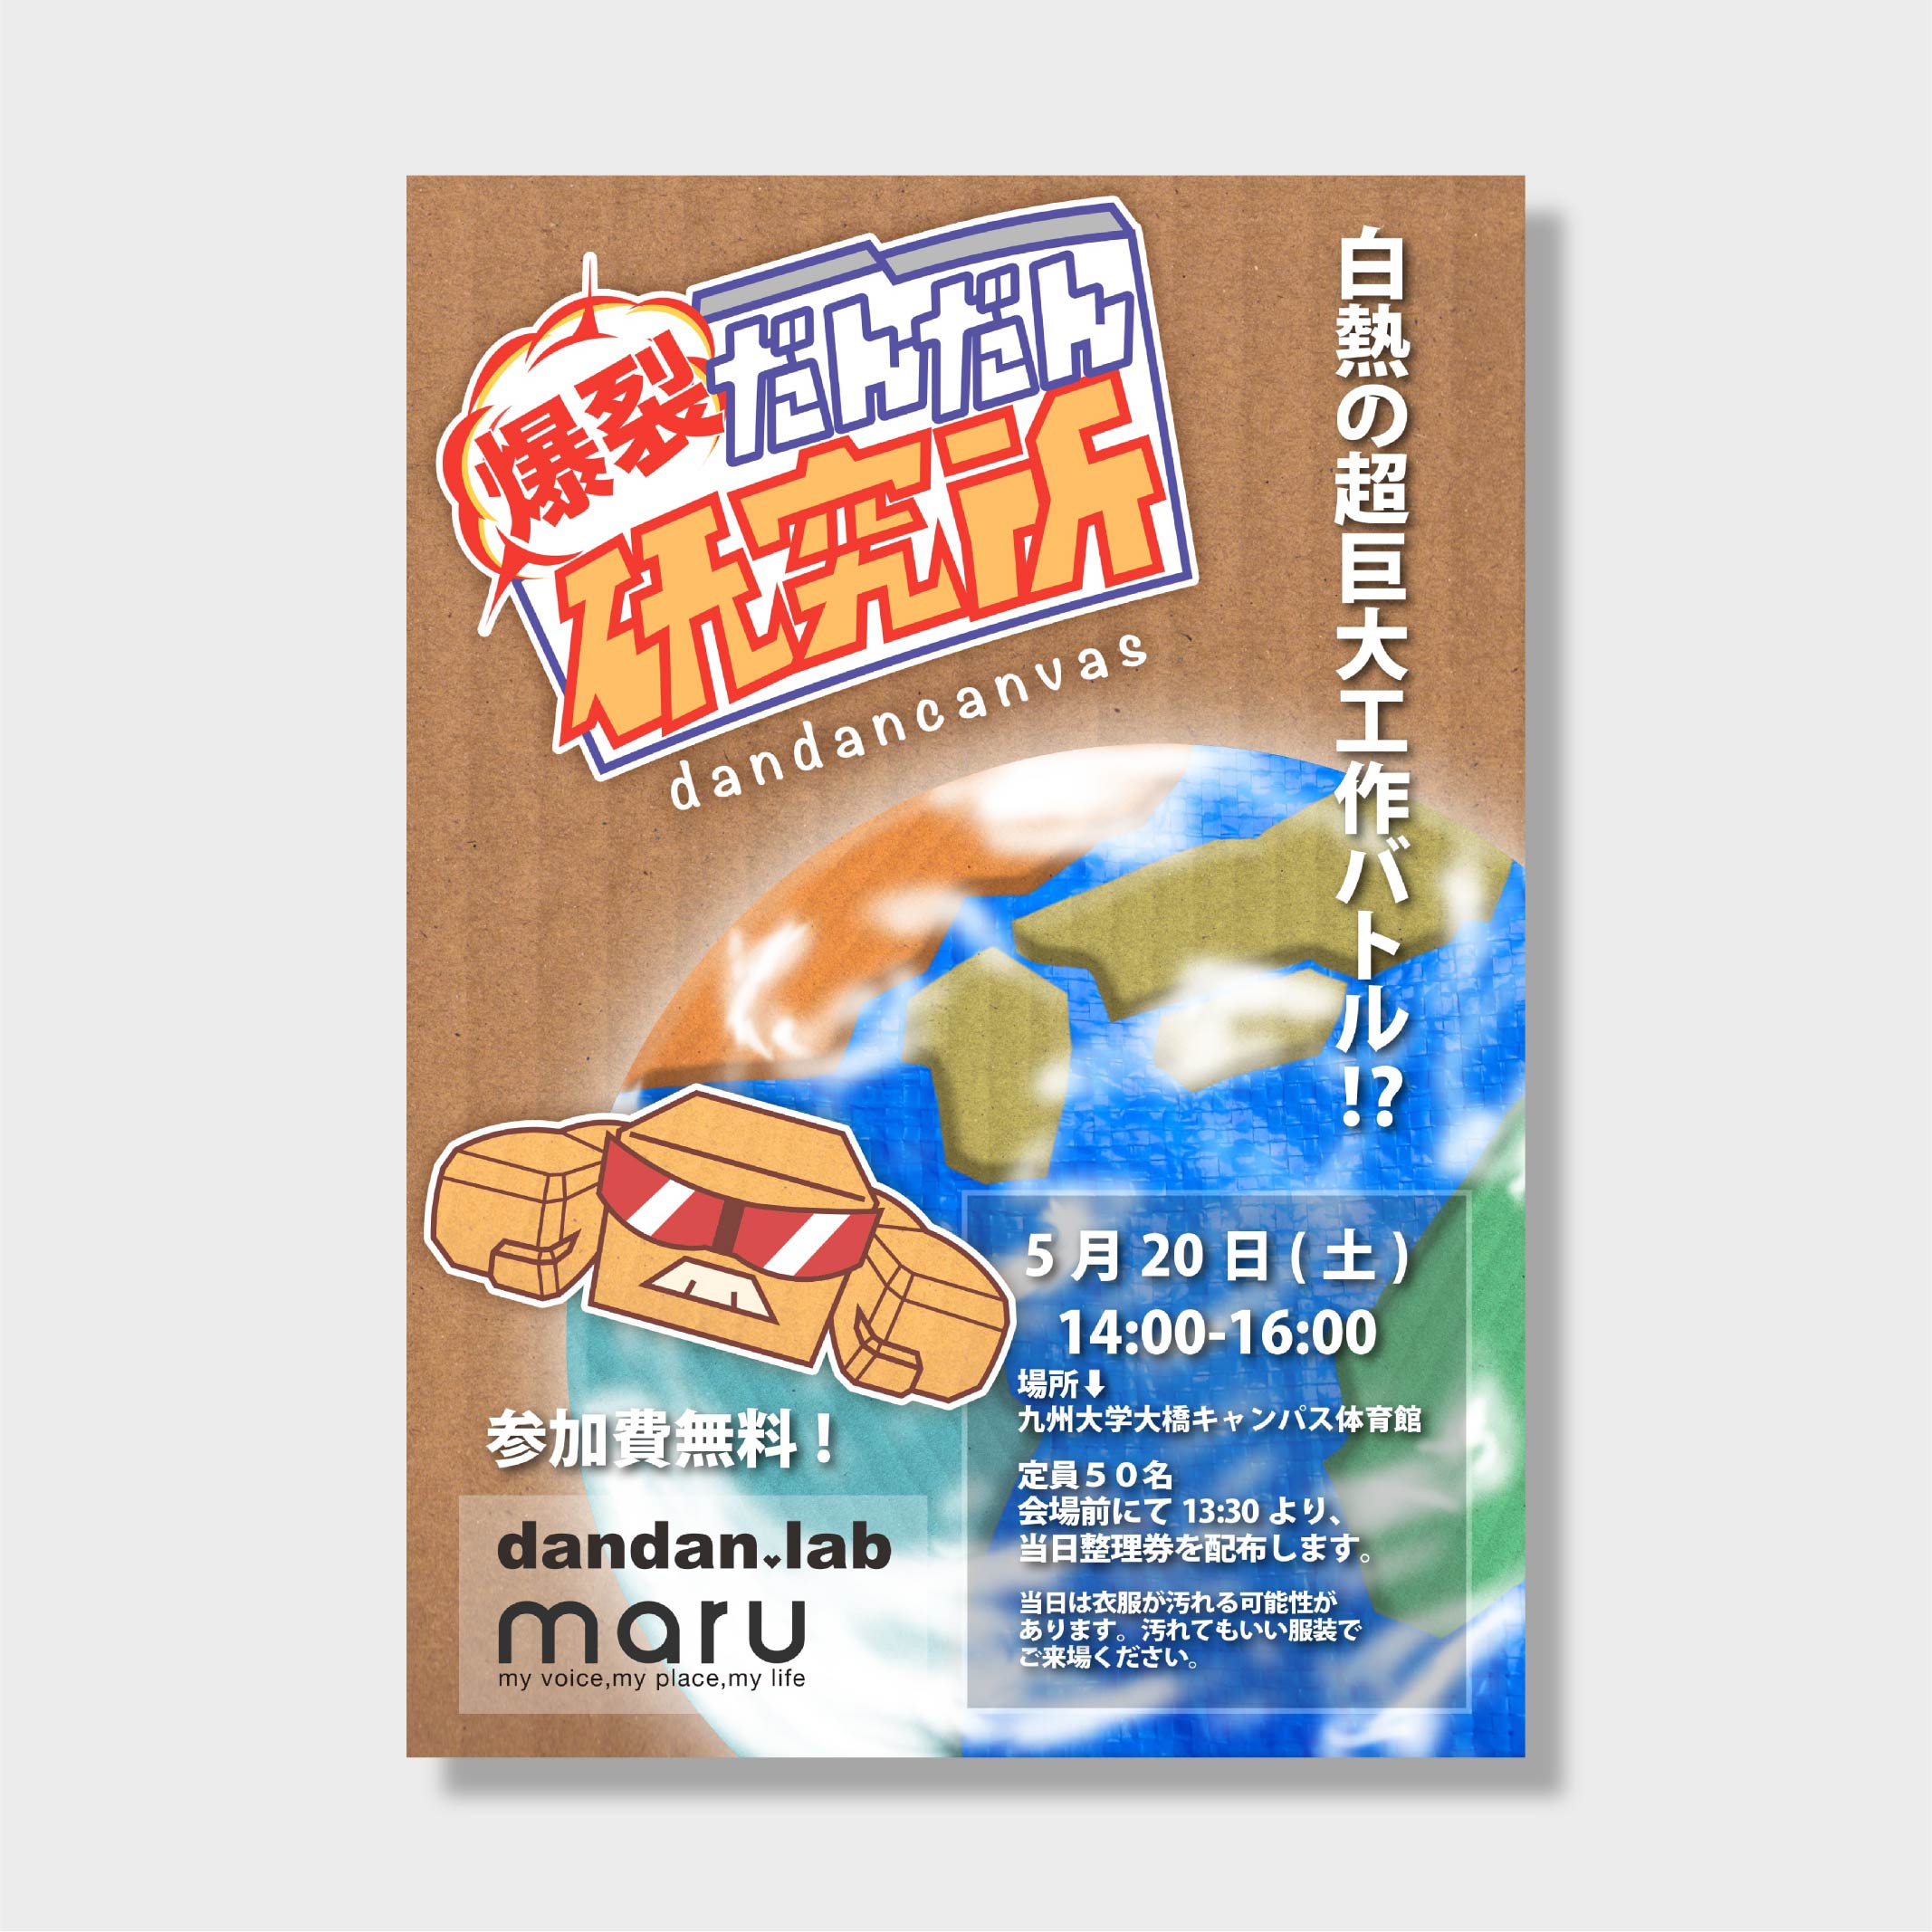 爆裂
だんだん
研究所
dandancanvas
白熱の超巨大工作バトル!?
5月20日(土)
14:00-16:00
場所⬇
九州大学大橋キャンパス体育館
定員５０名
会場前にて 13:30 より、
当日整理券を配布します。
当日は衣服が汚れる可能性が
あります。汚れてもいい服装で
ご来場ください。
参加費無料！
dandan.lab
maru
my voice,my place,my life